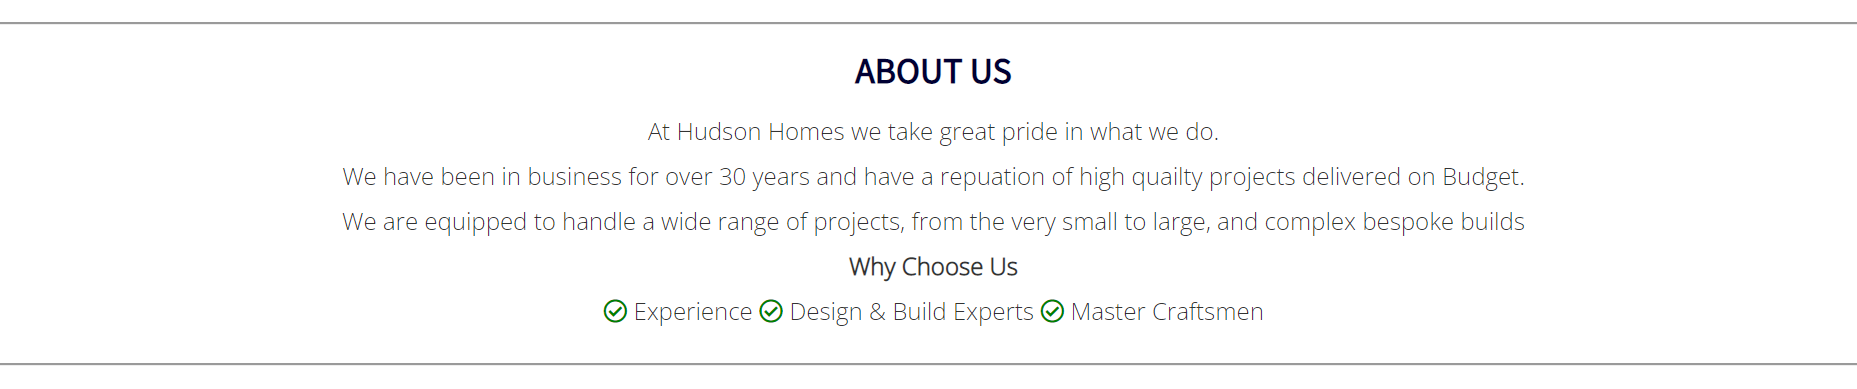 ABOUT US
At Hudson Homes we take great pride in what we do.
We have been in business for over 30 years and have a repuation of high quailty projects delivered on Budget.
We are equipped to handle a wide range of projects, from the very small to large, and complex bespoke builds
Why Choose Us
Experience Design & Build Experts Master Craftsmen